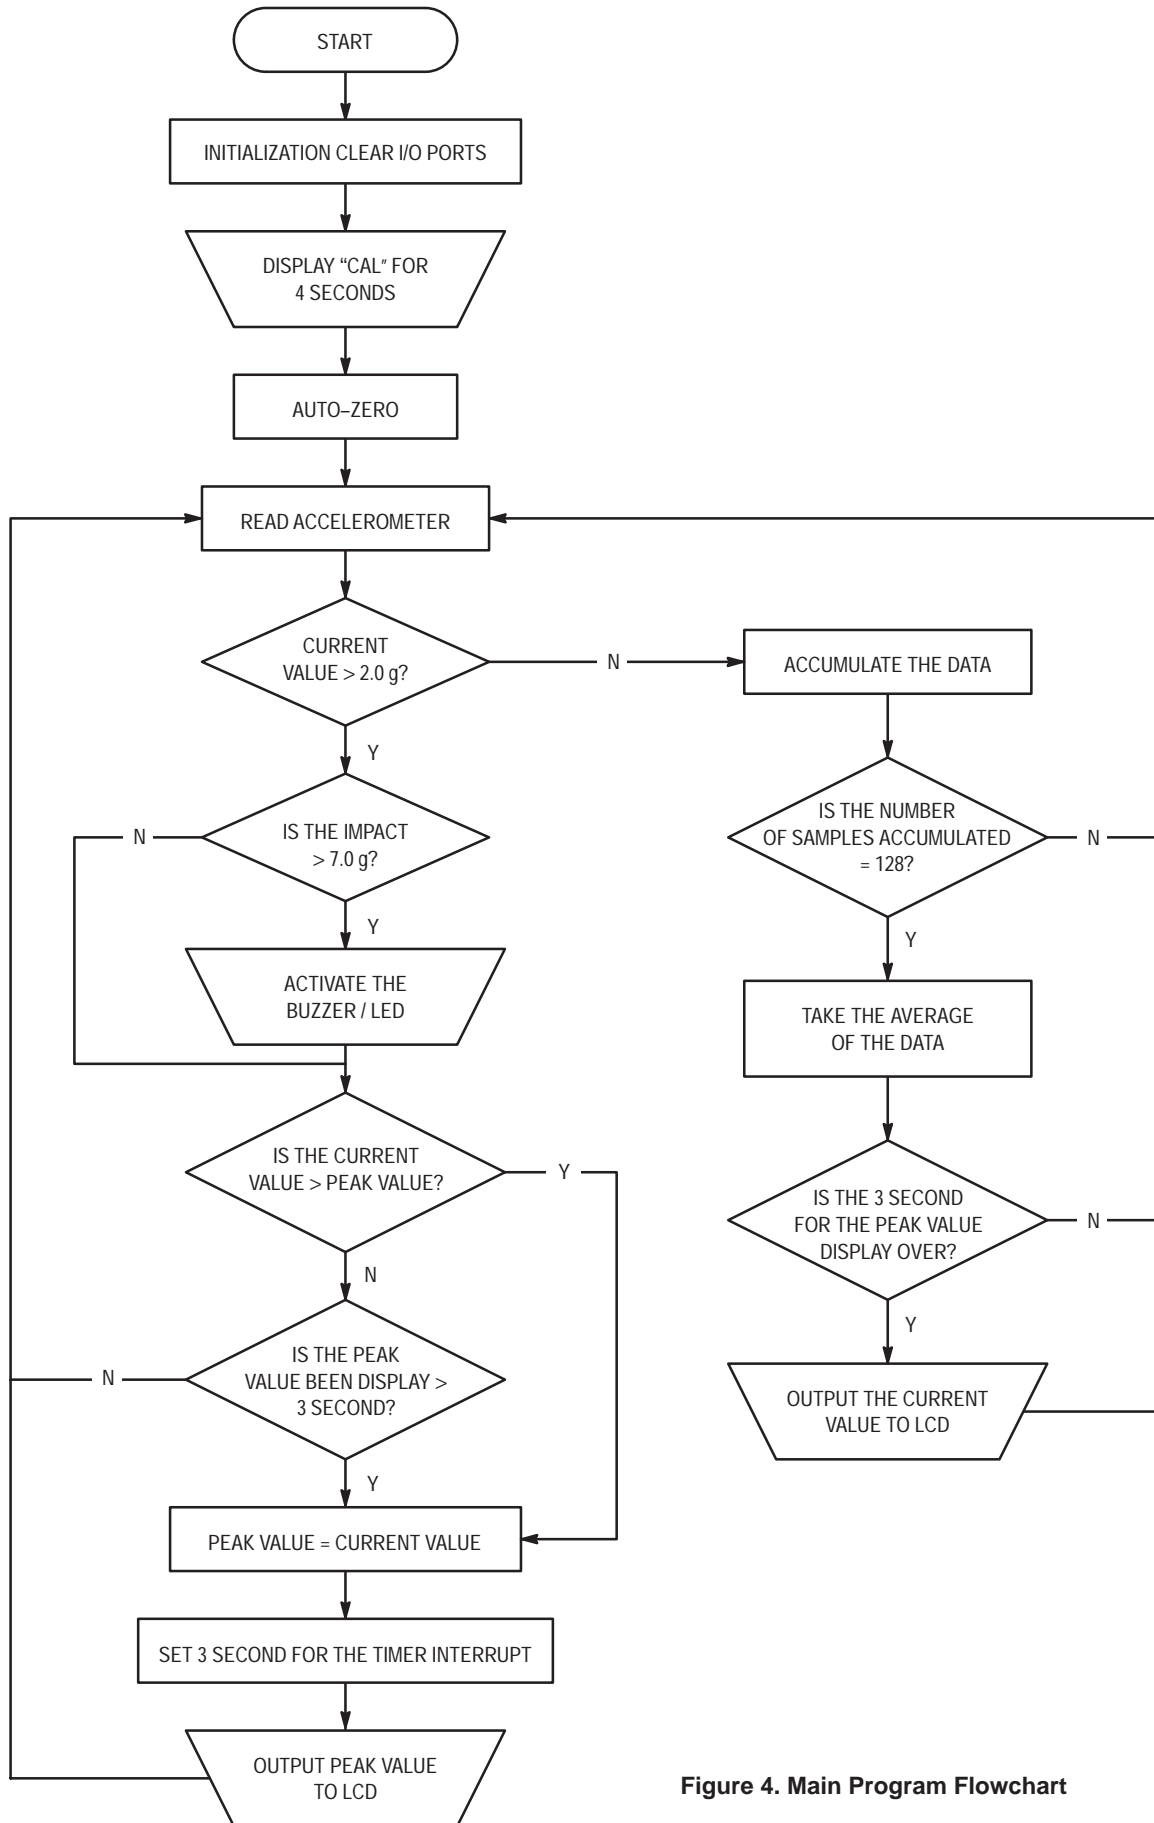 START
INITIALIZATION CLEAR I/O PORTS
DISPLAY “CAL” FOR
4 SECONDS
AUTO–ZERO
READ ACCELEROMETER
CURRENT
VALUE > 2.0 g?
N
Y
IS THE IMPACT
> 7.0 g?
N
Y
ACTIVATE THE
BUZZER / LED
IS THE CURRENT
VALUE > PEAK VALUE?
Y
N
IS THE PEAK
VALUE BEEN DISPLAY >
3 SECOND?
N
Y
PEAK VALUE = CURRENT VALUE
SET 3 SECOND FOR THE TIMER INTERRUPT
OUTPUT PEAK VALUE
TO LCD
ACCUMULATE THE DATA
IS THE NUMBER
OF SAMPLES ACCUMULATED
= 128?
N
Y
TAKE THE AVERAGE
OF THE DATA
IS THE 3 SECOND
FOR THE PEAK VALUE
DISPLAY OVER?
N
Y
OUTPUT THE CURRENT
VALUE TO LCD
Figure 4. Main Program Flowchart